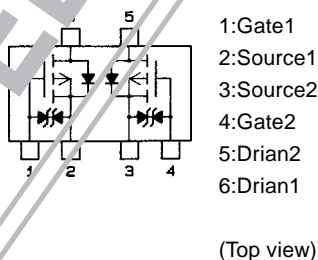 5
1:Gate1
2:Source1
3:Source2
4:Gate2
5:Drian2
6:Drian1
1 2 3 4
(Top view)